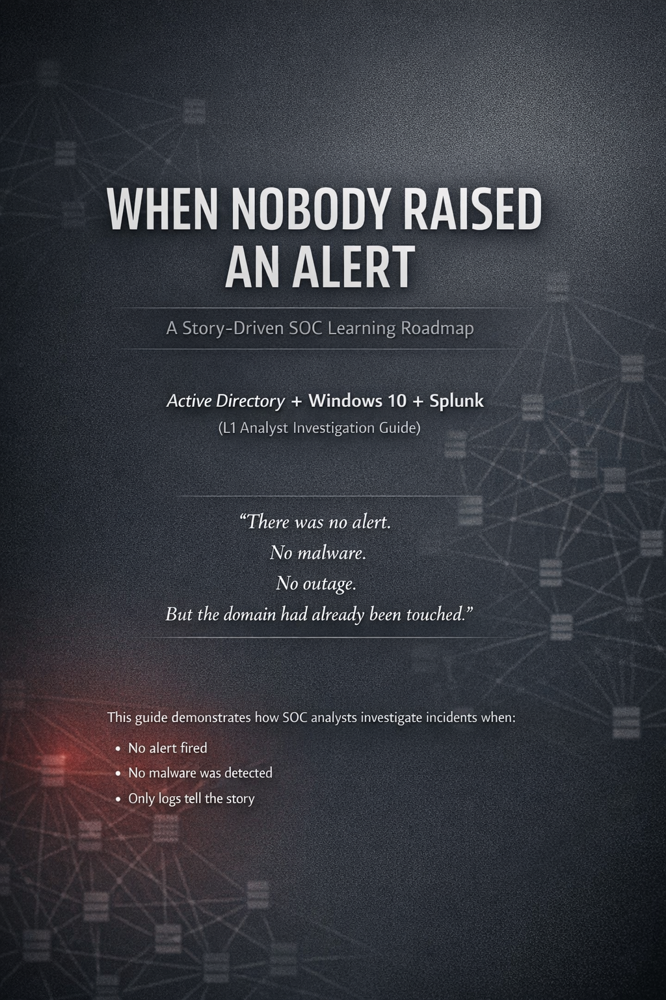 WHEN NOBODY RAISED
AN ALERT
A Story-Driven SOC Learning Roadmap
Active Directory + Windows 10 + Splunk
(L1 Analyst Investigation Guide)
“There was no alert.
No malware.
No outage.
But the domain had already been touched.”
This guide demonstrates how SOC analysts investigate incidents when:
• No alert fired
• No malware was detected
• Only logs tell the story